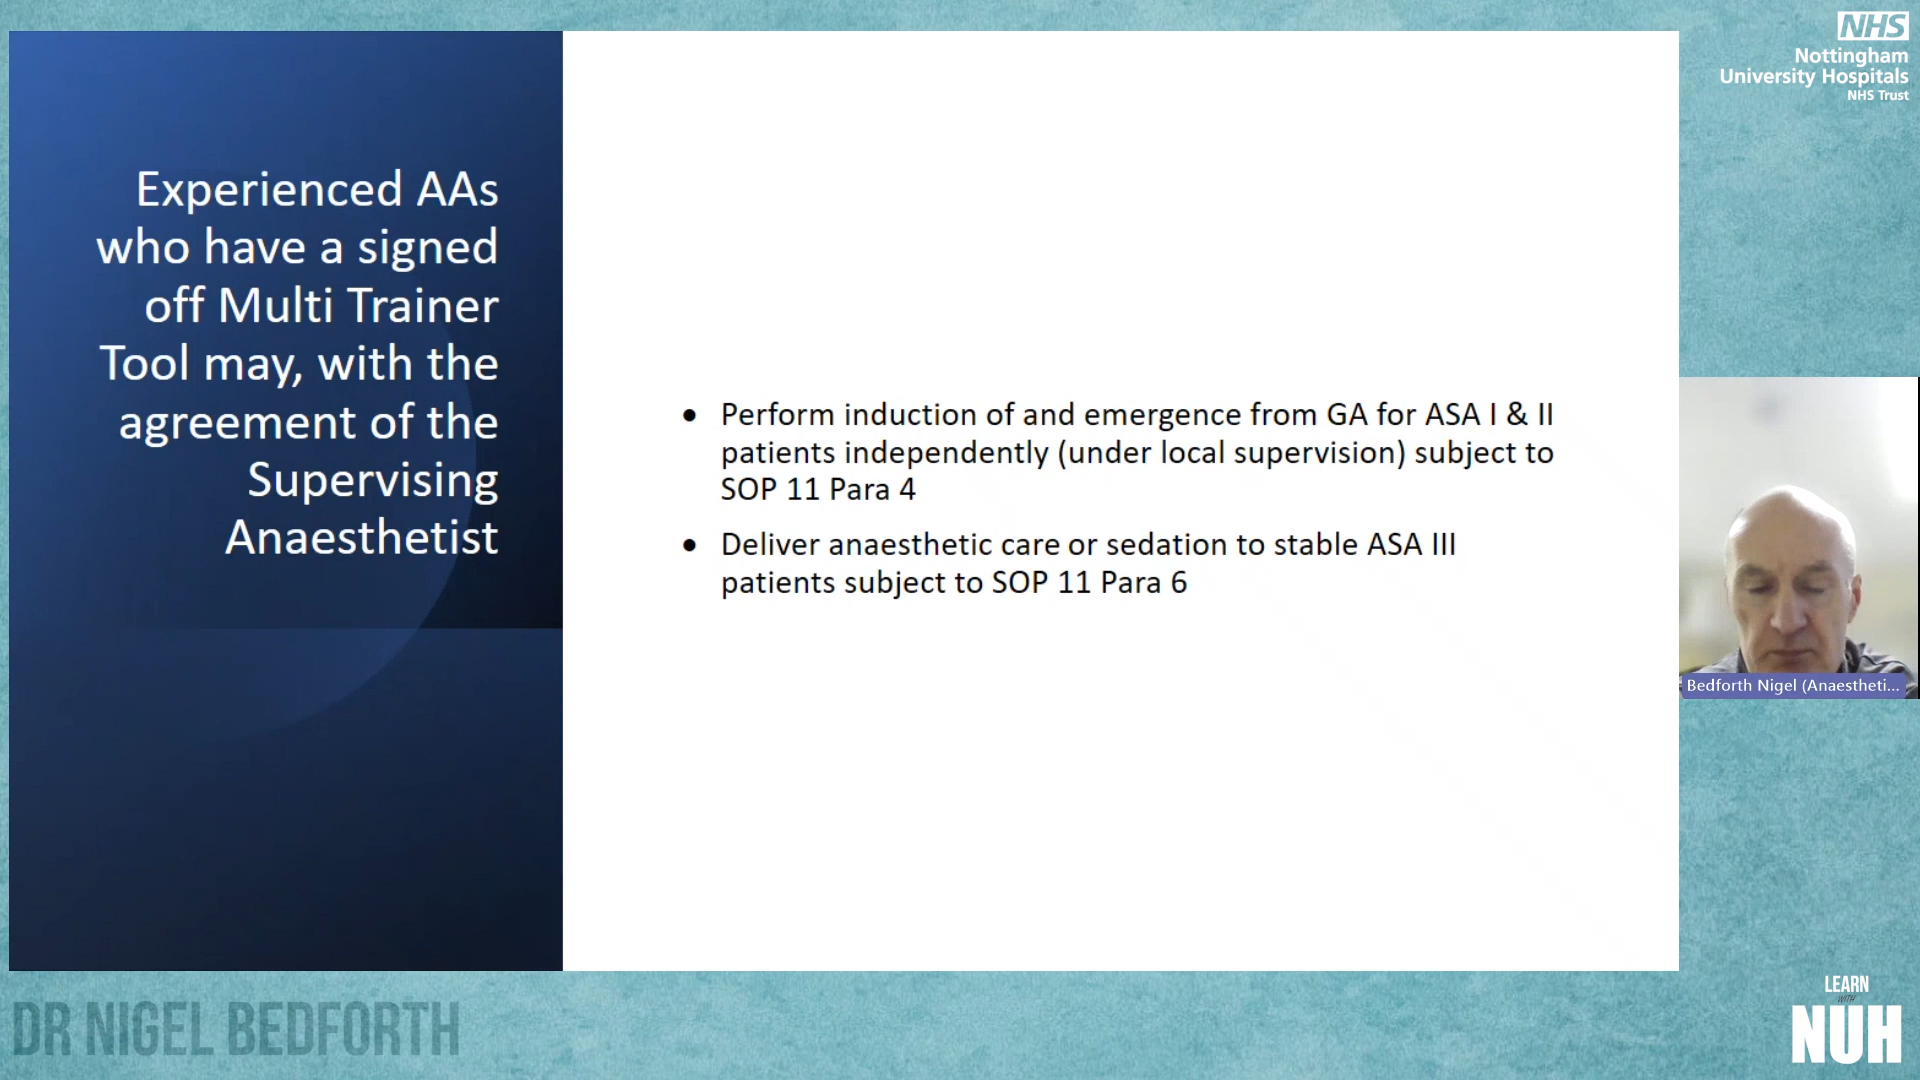 NHS
Nottingham
University Hospitals
NHS Trust
Experienced AAs
who have a signed
off Multi Trainer
Tool may, with the
agreement of the
Supervising
Anaesthetist
• Perform induction of and emergence from GA for ASA I & II
patients independently (under local supervision) subject to
SOP 11 Para 4
• Deliver anaesthetic care or sedation to stable ASA III
patients subject to SOP 11 Para 6
Bedforth Nigel (Anaestheti...
DR NIGEL BEDFORTH
LEARN
WITH
NUH